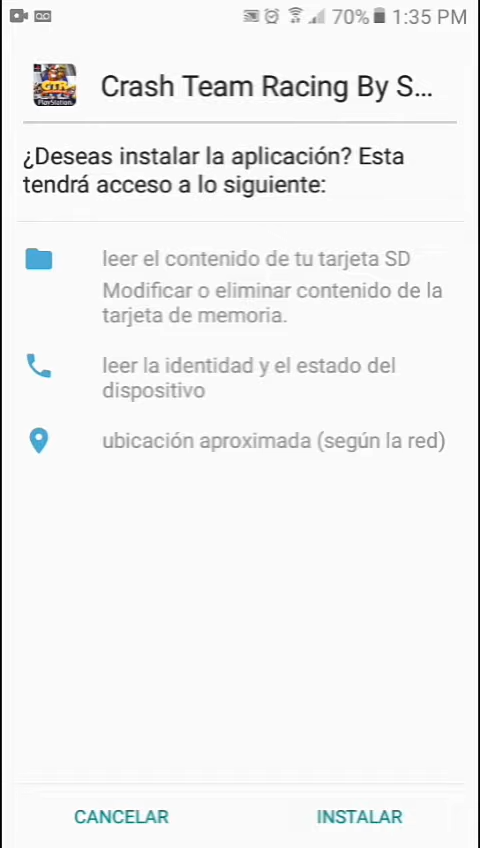 70% 1:35 PM
CTR
PlayStation
Crash Team Racing By S...
¿Deseas instalar la aplicación? Esta
tendrá acceso a lo siguiente:
leer el contenido de tu tarjeta SD
Modificar o eliminar contenido de la
tarjeta de memoria.
leer la identidad y el estado del
dispositivo
ubicación aproximada (según la red)
CANCELAR INSTALAR